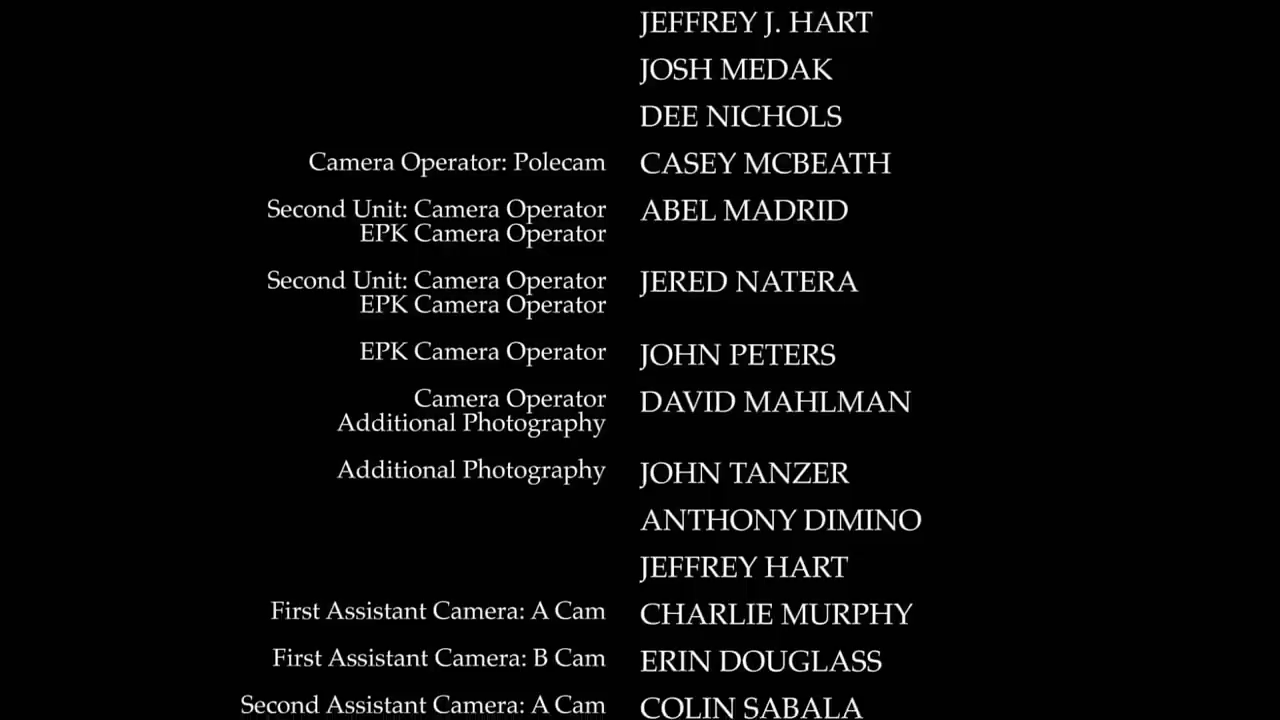 JEFFREY J. HART
JOSH MEDAK
DEE NICHOLS
Camera Operator: Polecam CASEY MCBEATH
Second Unit: Camera Operator ABEL MADRID
EPK Camera Operator
Second Unit: Camera Operator JERED NATERA
EPK Camera Operator
EPK Camera Operator JOHN PETERS
Camera Operator DAVID MAHLMAN
Additional Photography
Additional Photography JOHN TANZER
ANTHONY DIMINO
JEFFREY HART
First Assistant Camera: A Cam CHARLIE MURPHY
First Assistant Camera: B Cam ERIN DOUGLASS
Second Assistant Camera: A Cam COLIN SABALA